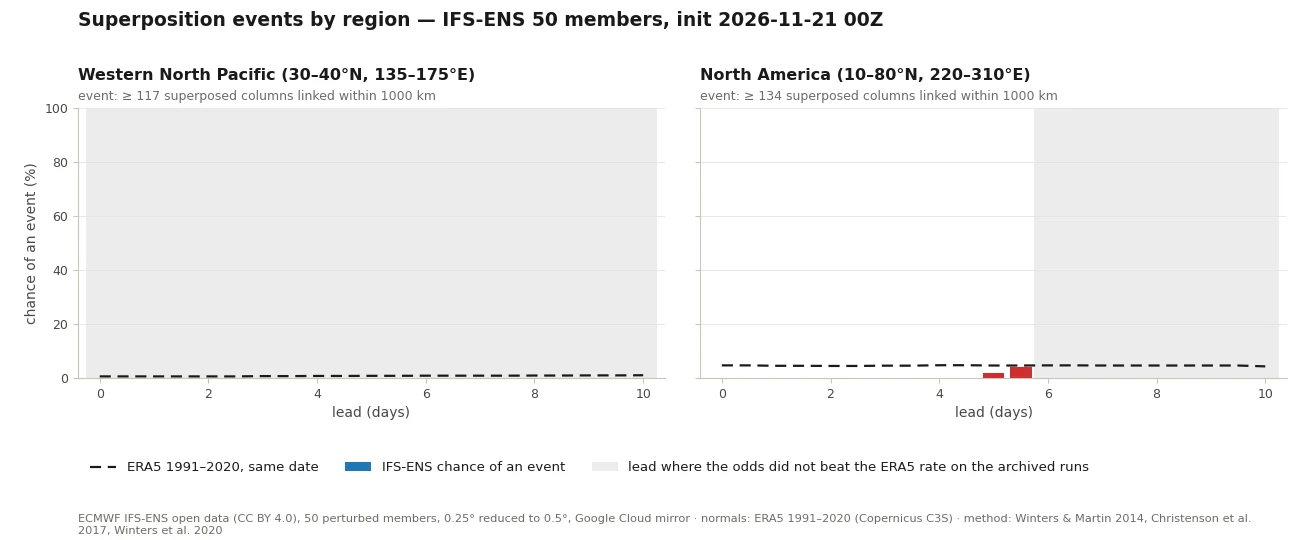 Superposition events by region — IFS-ENS 50 members, init 2026-11-21 00Z
Western North Pacific (30–40°N, 135–175°E)
event: ≥ 117 superposed columns linked within 1000 km
North America (10–80°N, 220–310°E)
event: ≥ 134 superposed columns linked within 1000 km
chance of an event (%)
100
80
60
40
20
0
0 2 4 6 8 10
lead (days)
0 2 4 6 8 10
lead (days)
ERA5 1991–2020, same date
IFS-ENS chance of an event
lead where the odds did not beat the ERA5 rate on the archived runs
ECMWF IFS-ENS open data (CC BY 4.0), 50 perturbed members, 0.25° reduced to 0.5°, Google Cloud mirror · normals: ERA5 1991–2020 (Copernicus C3S) · method: Winters & Martin 2014, Christenson et al.
2017, Winters et al. 2020